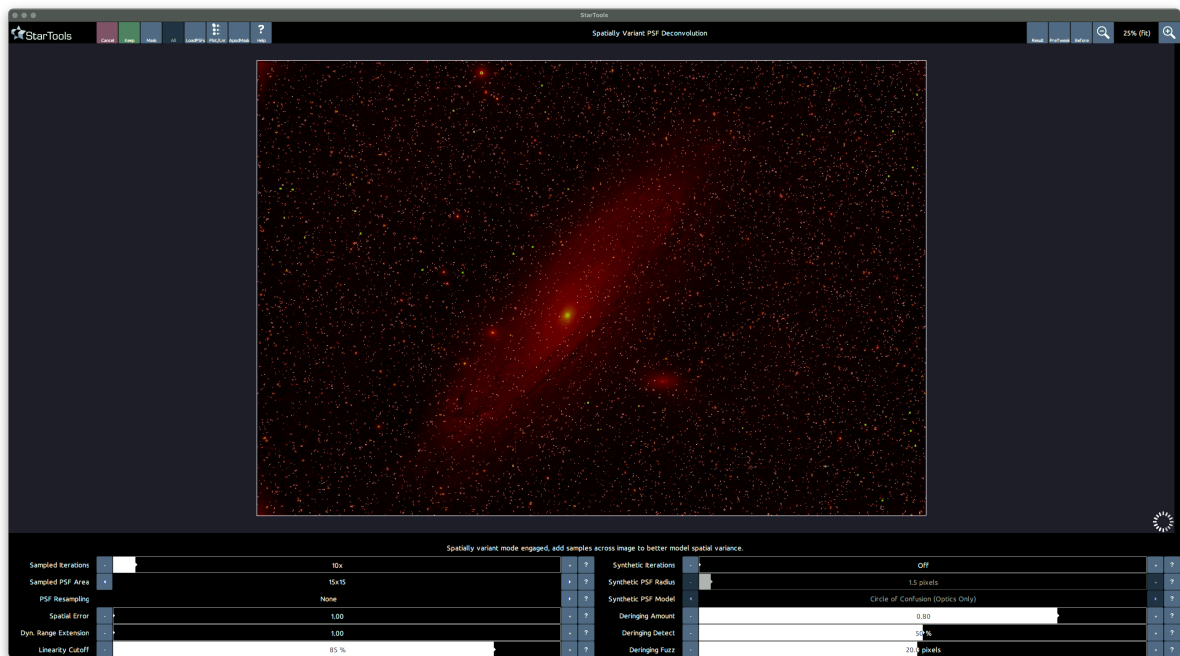 StarTools
StarTools
Cancel Keep Mask All LoadPSFs ApodMask Help
Spatially Variant PSF Deconvolution
Result PreTweak Before 25% (fit)
Spatially variant mode engaged, add samples across image to better model spatial variance.
Sampled Iterations - 10x + ?
Sampled PSF Area 15x15 ?
PSF Resampling None ?
Spatial Error - 1.00 + ?
Dyn. Range Extension - 1.00 + ?
Linearity Cutoff - 85 % + ?
Synthetic Iterations - Off + ?
Synthetic PSF Radius - 1.5 pixels - ?
Synthetic PSF Model Circle of Confusion (Optics Only) ?
Deringing Amount - 0.80 + ?
Deringing Detect - 50 % + ?
Deringing Fuzz - 20.0 pixels + ?